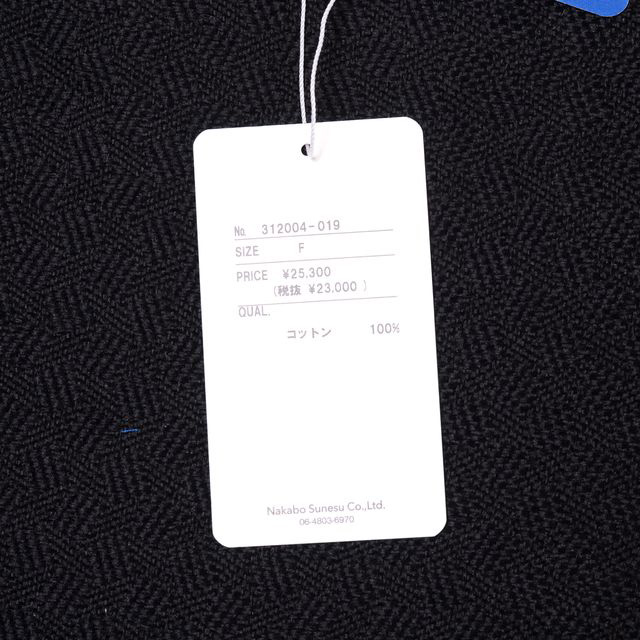 No. 312004-019
SIZE F
PRICE ¥25,300
(税抜 ¥23,000 )
QUAL.
コットン 100%
Nakabo Sunesu Co.,Ltd.
06-4803-6970